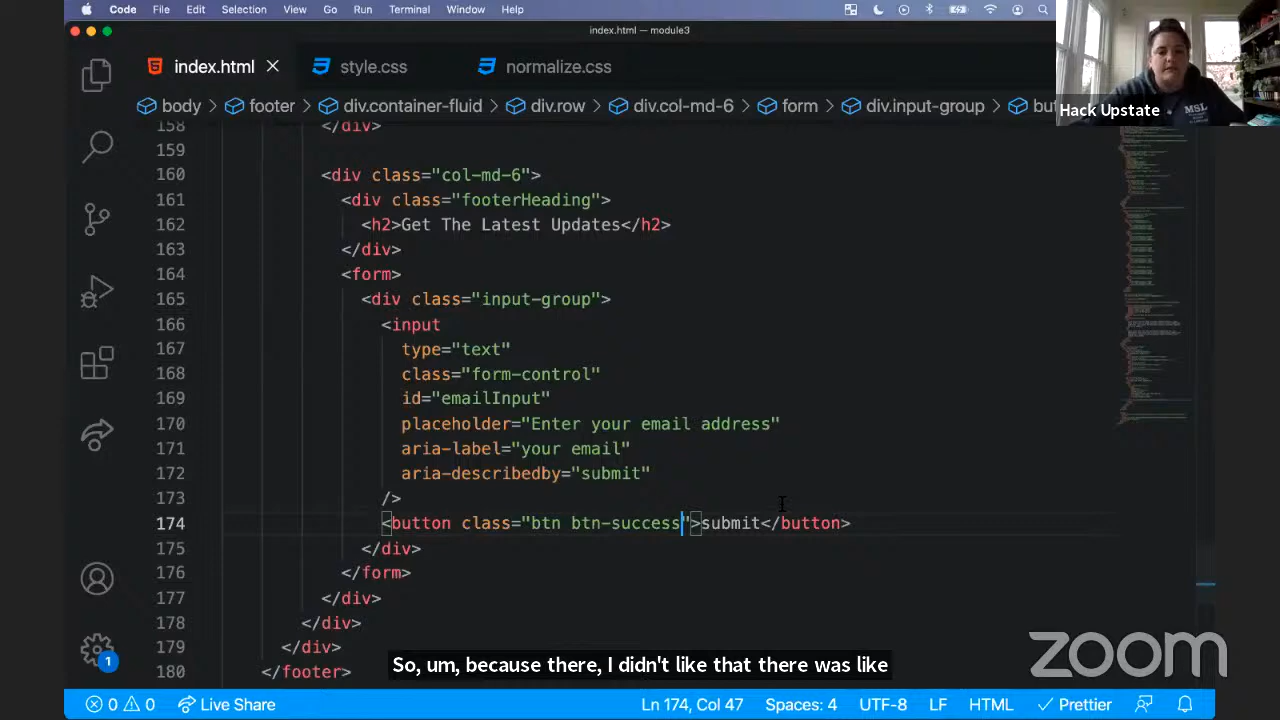 Code File Edit Selection View Go Run Terminal Window Help
index.html — module3
index.html style.css normalize.css
Hack Upstate
MSL
body > footer > div.container-fluid > div.row > div.col-md-6 > form > div.input-group > but
158 </div>
159
160 <div class="col-md-6">
161 <div class="footerHeading">
162 <h2>Get The Latest Updates</h2>
163 </div>
164 <form>
165 <div class="input-group">
166 <input
167 type="text"
168 class="form-control"
169 id="emailInput"
170 placeholder="Enter your email address"
171 aria-label="your email"
172 aria-describedby="submit"
173 />
174 <button class="btn btn-success">submit</button>
175 </div>
176 </form>
177 </div>
178 </div>
179 </div>
180 </footer>
1
zoom
So, um, because there, I didn't like that there was like
0 0 Live Share Ln 174, Col 47 Spaces: 4 UTF-8 LF HTML Prettier